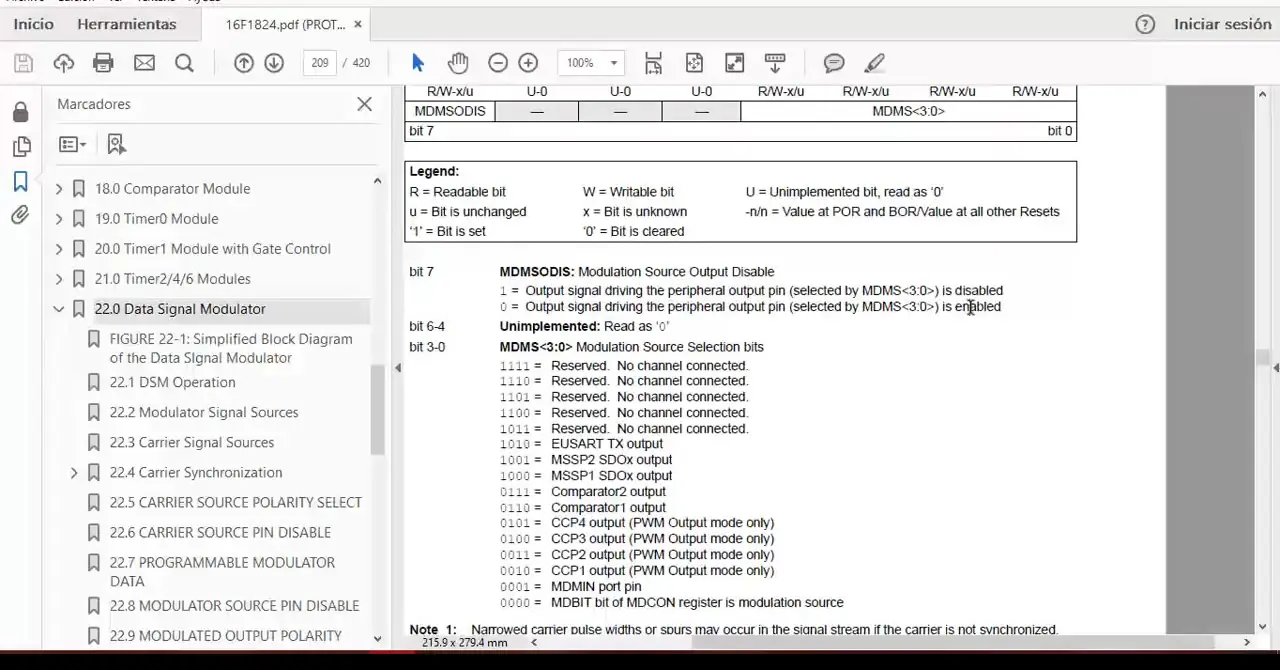 Inicio Herramientas 16F1824.pdf (PROT... × Iniciar sesión
209 / 420 100%
Marcadores
18.0 Comparator Module
19.0 Timer0 Module
20.0 Timer1 Module with Gate Control
21.0 Timer2/4/6 Modules
22.0 Data Signal Modulator
FIGURE 22-1: Simplified Block Diagram
of the Data SIgnal Modulator
22.1 DSM Operation
22.2 Modulator Signal Sources
22.3 Carrier Signal Sources
22.4 Carrier Synchronization
22.5 CARRIER SOURCE POLARITY SELECT
22.6 CARRIER SOURCE PIN DISABLE
22.7 PROGRAMMABLE MODULATOR
DATA
22.8 MODULATOR SOURCE PIN DISABLE
22.9 MODULATED OUTPUT POLARITY
R/W-x/u U-0 U-0 U-0 R/W-x/u R/W-x/u R/W-x/u R/W-x/u
MDMSODIS — — — MDMS<3:0>
bit 7 bit 0
Legend:
R = Readable bit W = Writable bit U = Unimplemented bit, read as ‘0’
u = Bit is unchanged x = Bit is unknown -n/n = Value at POR and BOR/Value at all other Resets
‘1’ = Bit is set ‘0’ = Bit is cleared
bit 7 MDMSODIS: Modulation Source Output Disable
1 = Output signal driving the peripheral output pin (selected by MDMS<3:0>) is disabled
0 = Output signal driving the peripheral output pin (selected by MDMS<3:0>) is enabled
bit 6-4 Unimplemented: Read as ‘0’
bit 3-0 MDMS<3:0> Modulation Source Selection bits
1111 = Reserved. No channel connected.
1110 = Reserved. No channel connected.
1101 = Reserved. No channel connected.
1100 = Reserved. No channel connected.
1011 = Reserved. No channel connected.
1010 = EUSART TX output
1001 = MSSP2 SDOx output
1000 = MSSP1 SDOx output
0111 = Comparator2 output
0110 = Comparator1 output
0101 = CCP4 output (PWM Output mode only)
0100 = CCP3 output (PWM Output mode only)
0011 = CCP2 output (PWM Output mode only)
0010 = CCP1 output (PWM Output mode only)
0001 = MDMIN port pin
0000 = MDBIT bit of MDCON register is modulation source
Note 1: Narrowed carrier pulse widths or spurs may occur in the signal stream if the carrier is not synchronized.
215.9 x 279.4 mm